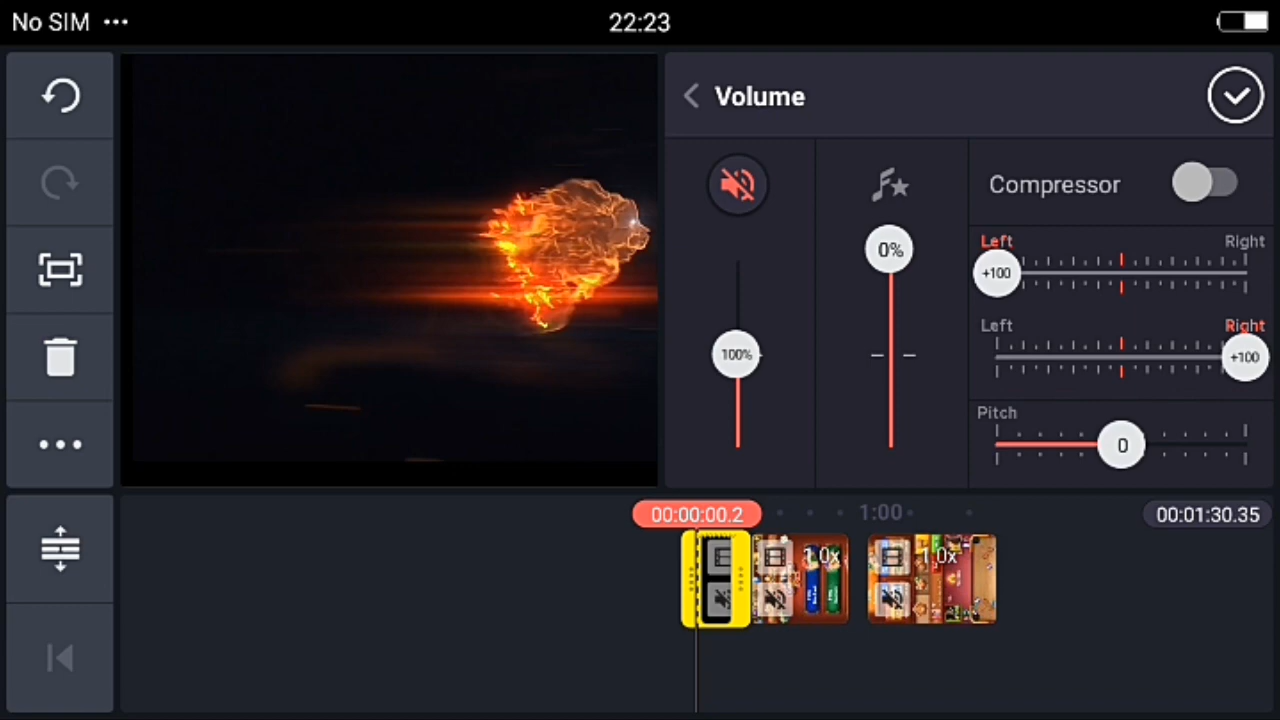 No SIM •••
22:23
Volume
Compressor
0%
100%
Left
Right
+100
Left
Right
+100
Pitch
0
00:00:00.2
1:00
00:01:30.35
1.0x
1.0x